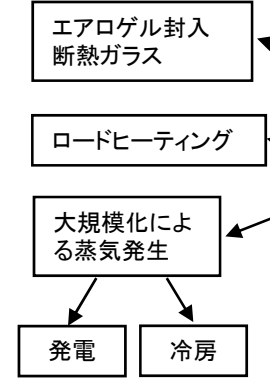 エアロゲル封入
断熱ガラス
ロードヒーティング
大規模化によ
る蒸気発生
発電
冷房